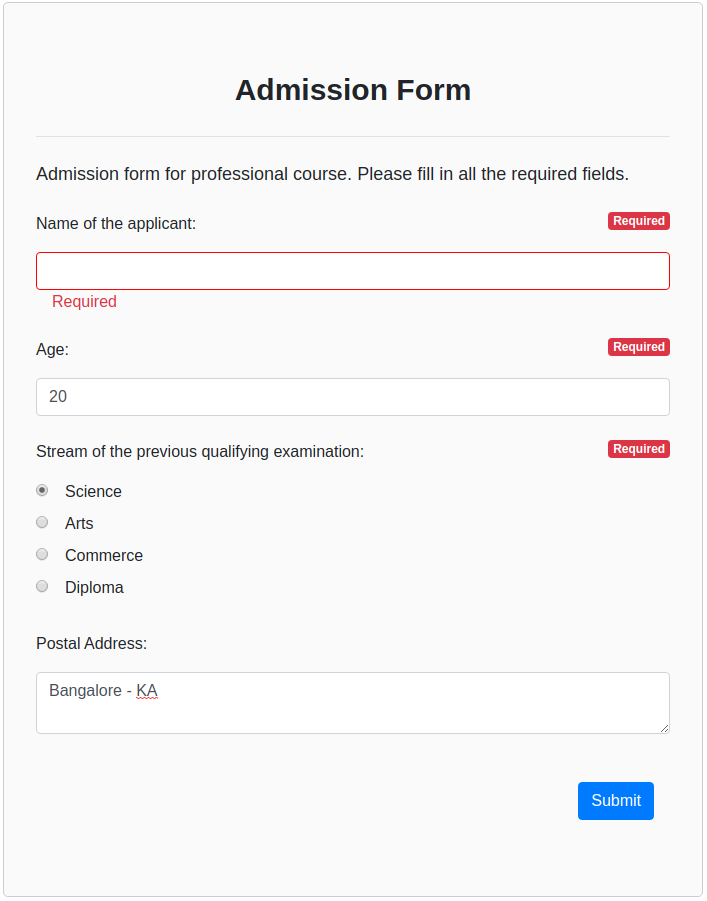 Admission Form
Admission form for professional course. Please fill in all the required fields.
Name of the applicant:
Required
Required
Age:
Required
20
Stream of the previous qualifying examination:
Required
Science
Arts
Commerce
Diploma
Postal Address:
Bangalore - KA
Submit